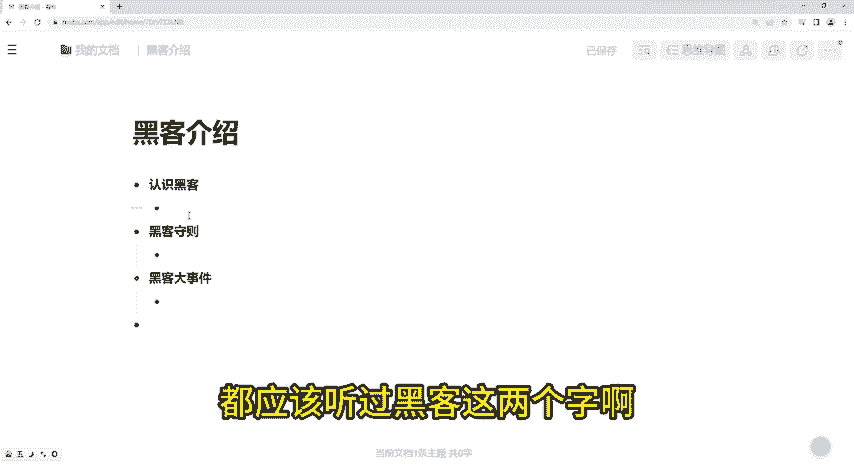 我的文档 | 黑客介绍
已保存
黑客介绍
认识黑客
黑客守则
黑客大事件
都应该听过黑客这两个字啊
当前文档1条主题 共0字